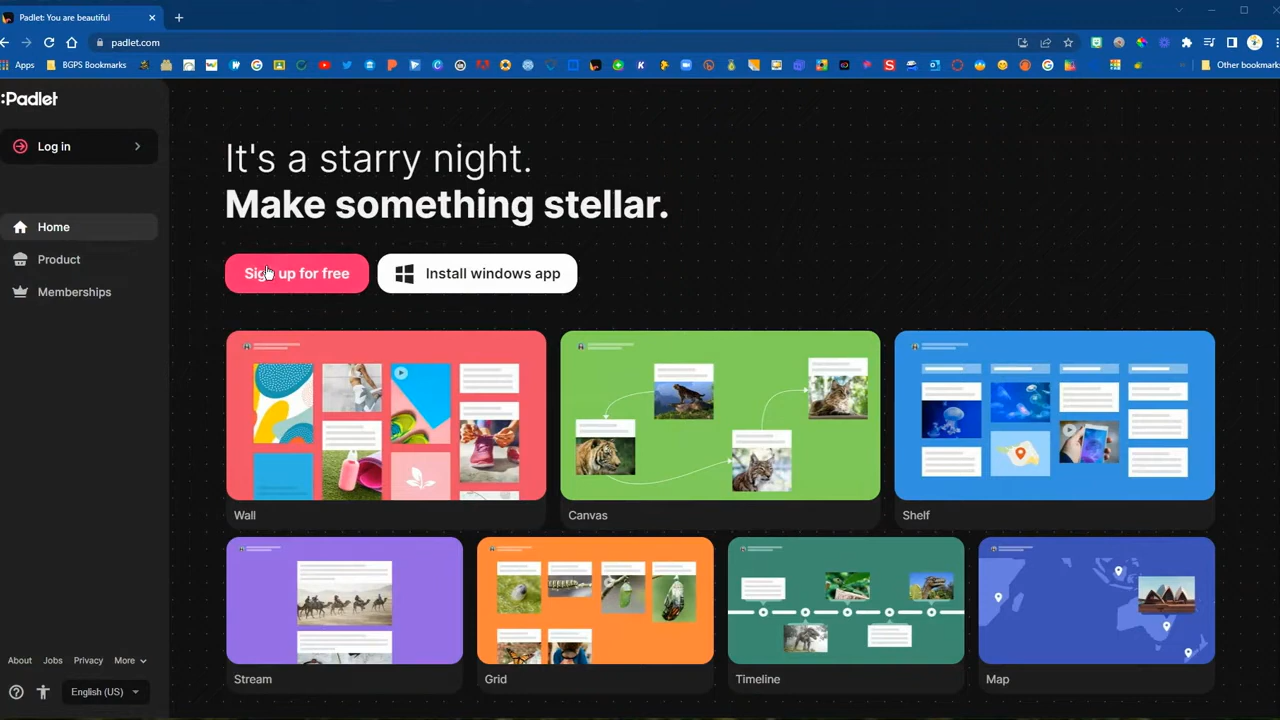 Padlet: You are beautiful
padlet.com
Apps
BGPS Bookmarks
Other bookmarks
:Padlet
Log in
Home
Product
Memberships
It's a starry night.
Make something stellar.
Sign up for free
Install windows app
Wall
Canvas
Shelf
Stream
Grid
Timeline
Map
About
Jobs
Privacy
More
English (US)